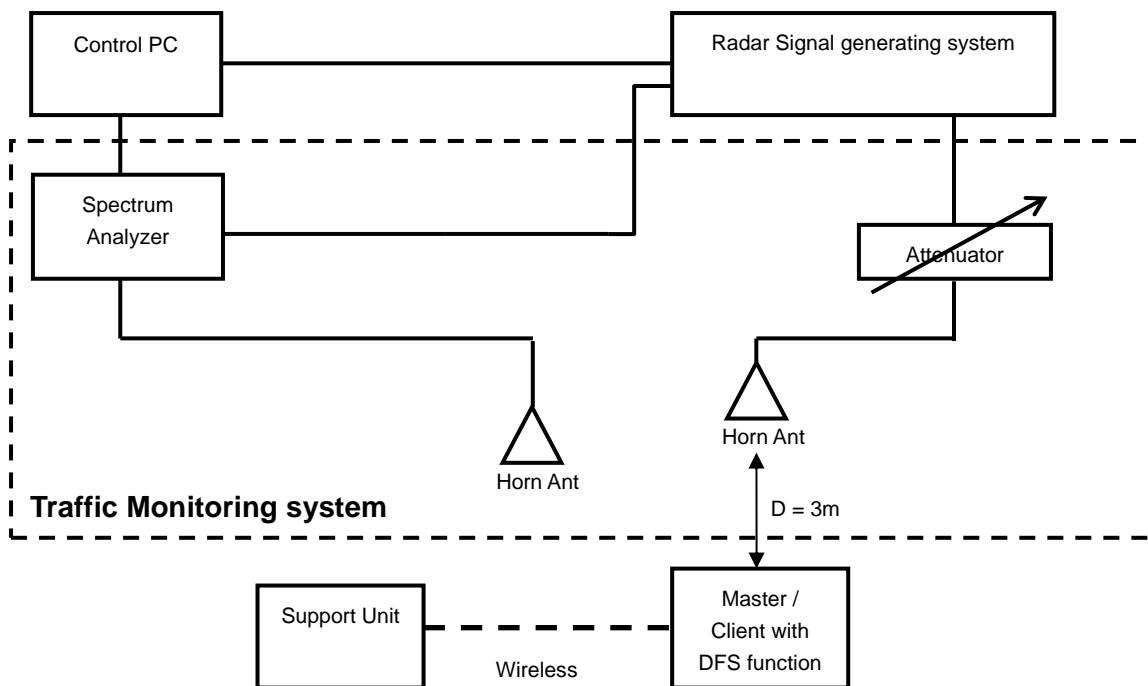 Control PC
Radar Signal generating system
Spectrum
Analyzer
Attenuator
Horn Ant
Horn Ant
Traffic Monitoring system
D = 3m
Support Unit
Wireless
Master /
Client with
DFS function